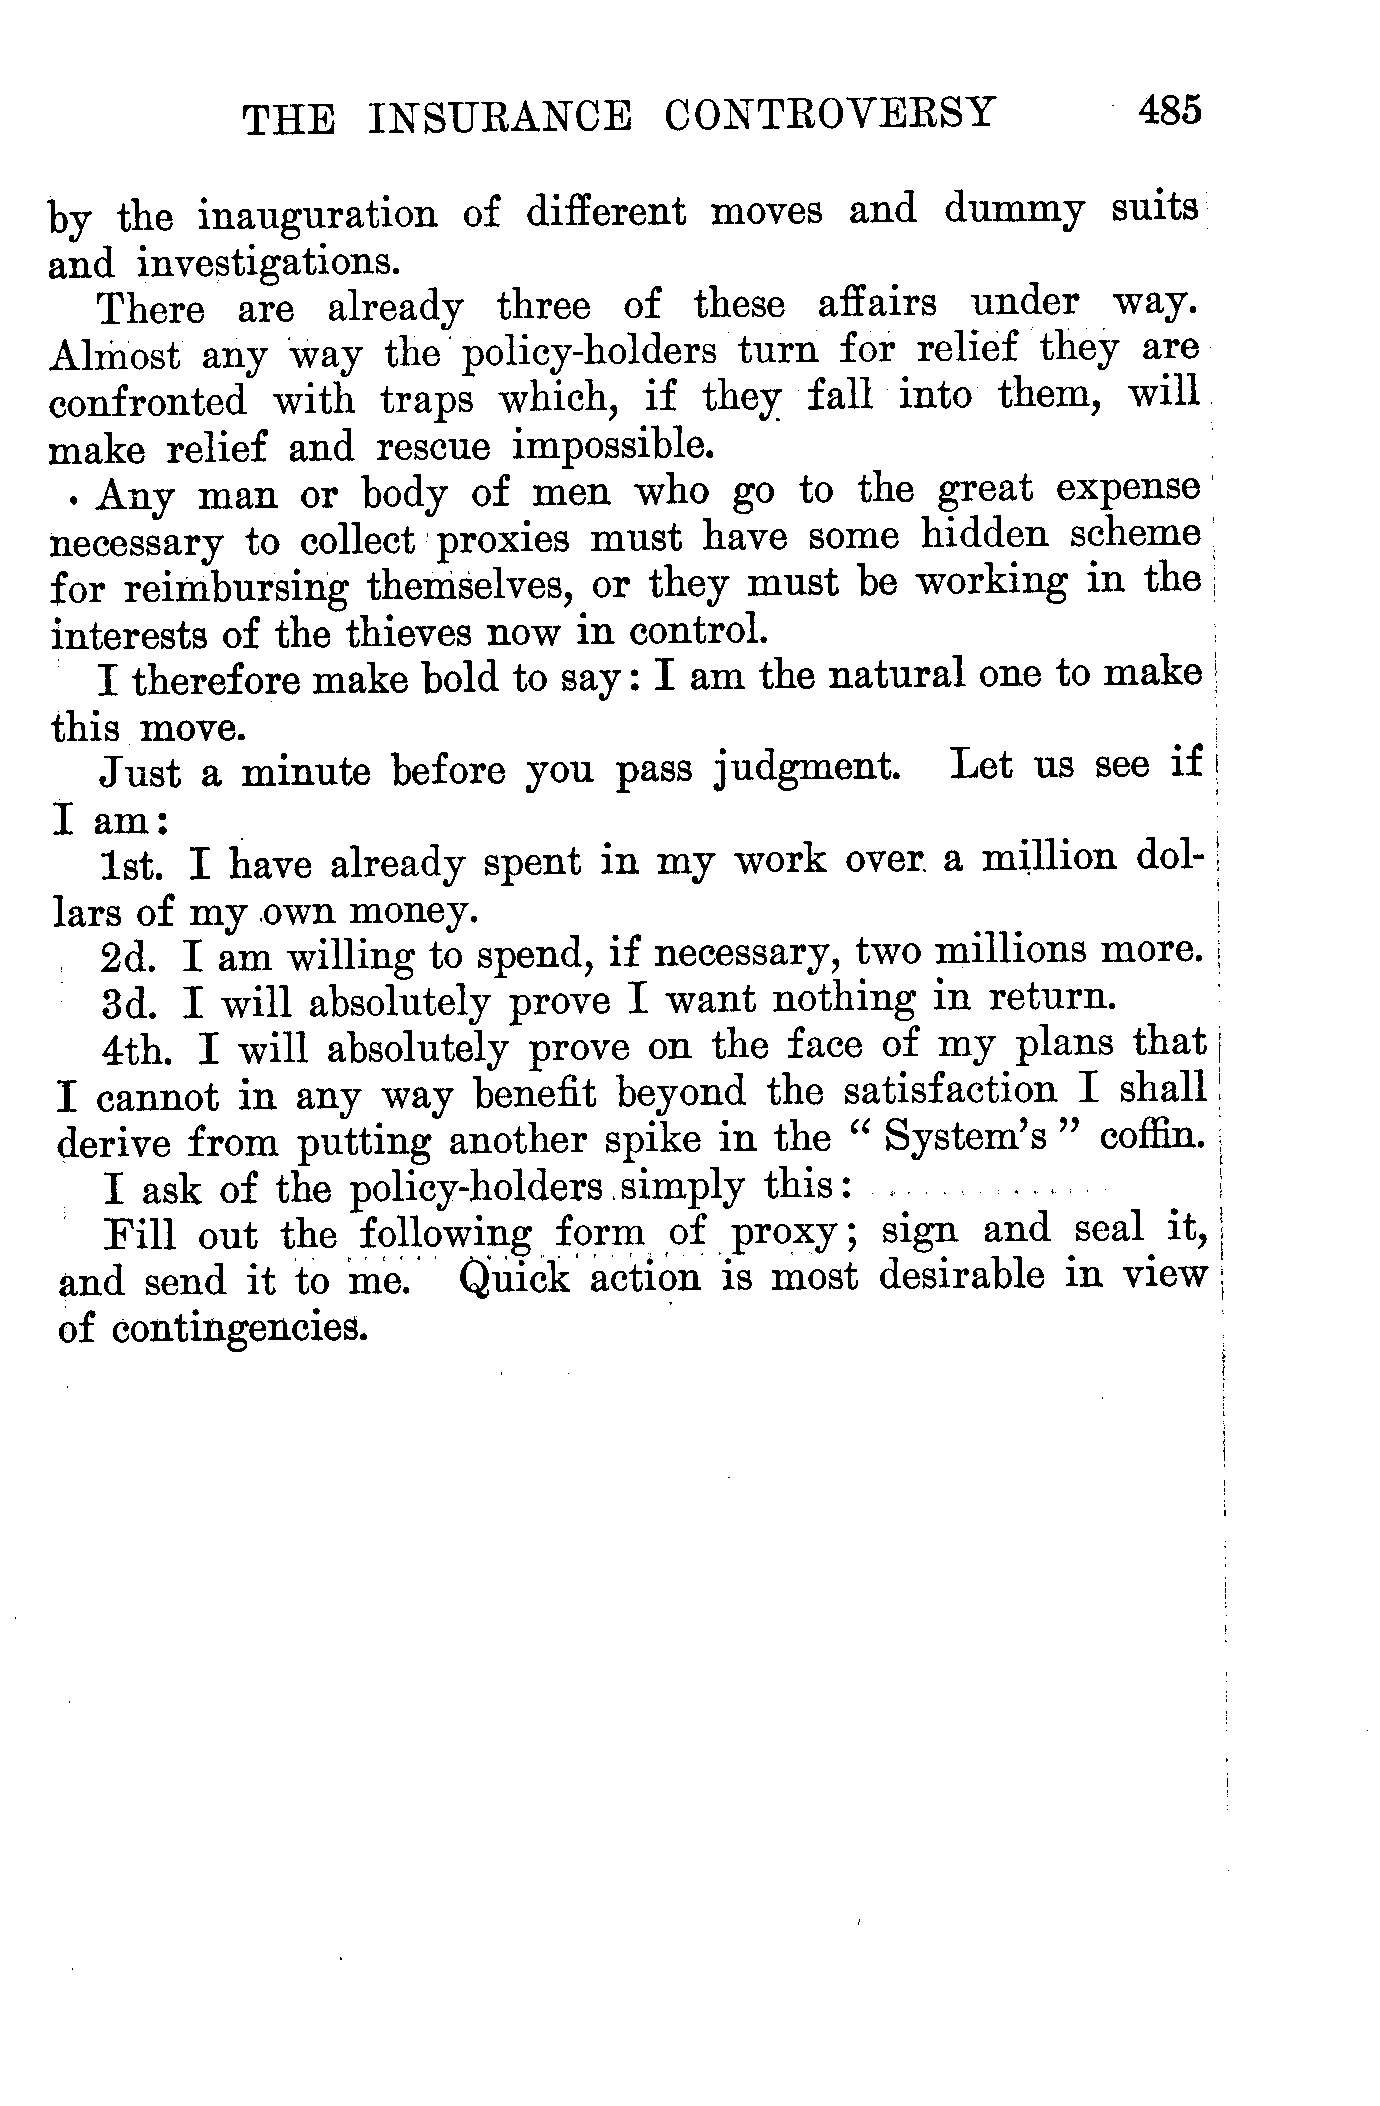 THE INSURANCE CONTROVERSY 485
by the inauguration of different moves and dummy suits
and investigations.
There are already three of these affairs under way.
Almost any way the policy-holders turn for relief they are
confronted with traps which, if they fall into them, will
make relief and rescue impossible.
Any man or body of men who go to the great expense
necessary to collect proxies must have some hidden scheme
for reimbursing themselves, or they must be working in the
interests of the thieves now in control.
I therefore make bold to say: I am the natural one to make
this move.
Just a minute before you pass judgment. Let us see if
I am:
1st. I have already spent in my work over a million dol-
lars of my own money.
2d. I am willing to spend, if necessary, two millions more.
3d. I will absolutely prove I want nothing in return.
4th. I will absolutely prove on the face of my plans that
I cannot in any way benefit beyond the satisfaction I shall
derive from putting another spike in the " System's " coffin.
I ask of the policy-holders simply this:
Fill out the following form of proxy; sign and seal it,
and send it to me. Quick action is most desirable in view
of contingencies.